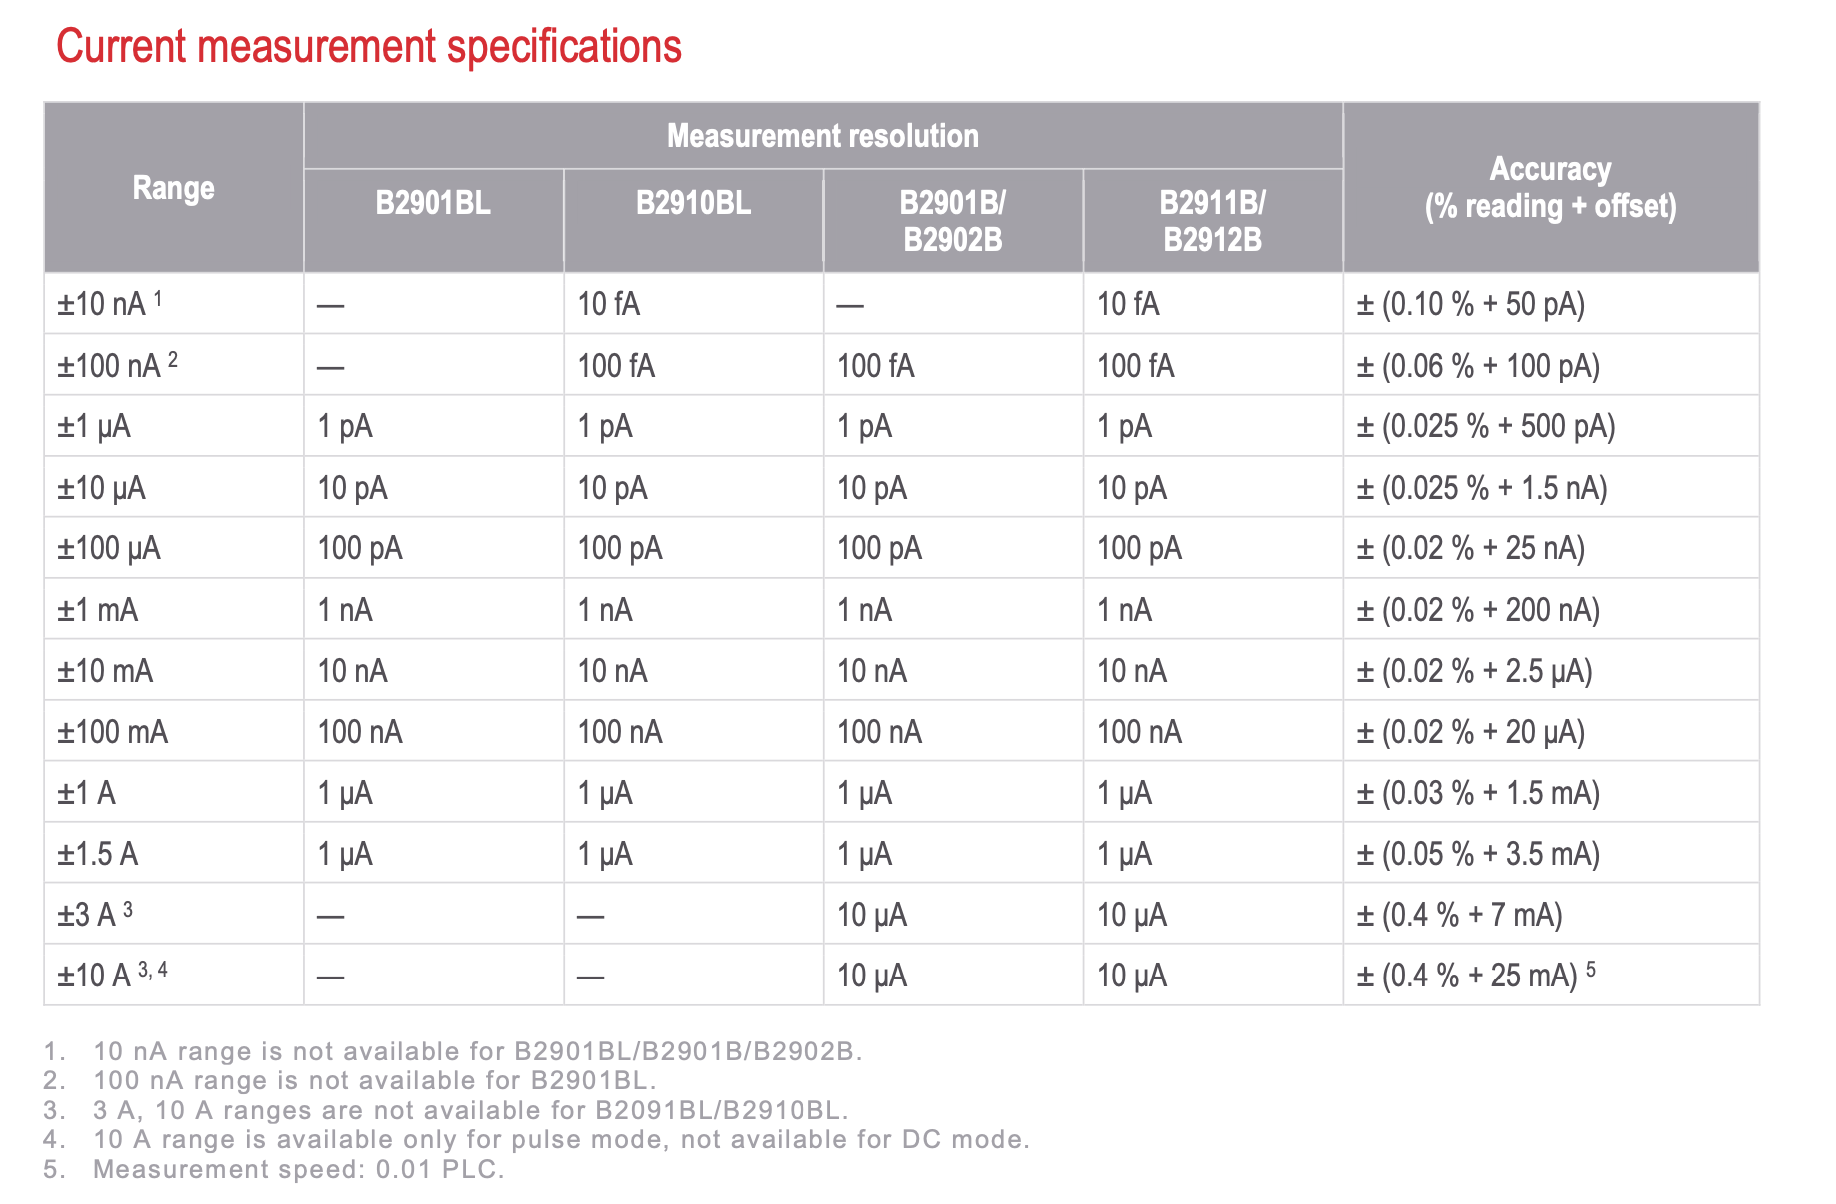 Current measurement specifications
Range Measurement resolution Accuracy (% reading + offset)
B2901BL B2910BL B2901B/ B2902B B2911B/ B2912B
±10 nA 1 — 10 fA — 10 fA ± (0.10 % + 50 pA)
±100 nA 2 — 100 fA 100 fA 100 fA ± (0.06 % + 100 pA)
±1 µA 1 pA 1 pA 1 pA 1 pA ± (0.025 % + 500 pA)
±10 µA 10 pA 10 pA 10 pA 10 pA ± (0.025 % + 1.5 nA)
±100 µA 100 pA 100 pA 100 pA 100 pA ± (0.02 % + 25 nA)
±1 mA 1 nA 1 nA 1 nA 1 nA ± (0.02 % + 200 nA)
±10 mA 10 nA 10 nA 10 nA 10 nA ± (0.02 % + 2.5 µA)
±100 mA 100 nA 100 nA 100 nA 100 nA ± (0.02 % + 20 µA)
±1 A 1 µA 1 µA 1 µA 1 µA ± (0.03 % + 1.5 mA)
±1.5 A 1 µA 1 µA 1 µA 1 µA ± (0.05 % + 3.5 mA)
±3 A 3 — — 10 µA 10 µA ± (0.4 % + 7 mA)
±10 A 3, 4 — — 10 µA 10 µA ± (0.4 % + 25 mA) 5
1. 10 nA range is not available for B2901BL/B2901B/B2902B.
2. 100 nA range is not available for B2901BL.
3. 3 A, 10 A ranges are not available for B2091BL/B2910BL.
4. 10 A range is available only for pulse mode, not available for DC mode.
5. Measurement speed: 0.01 PLC.